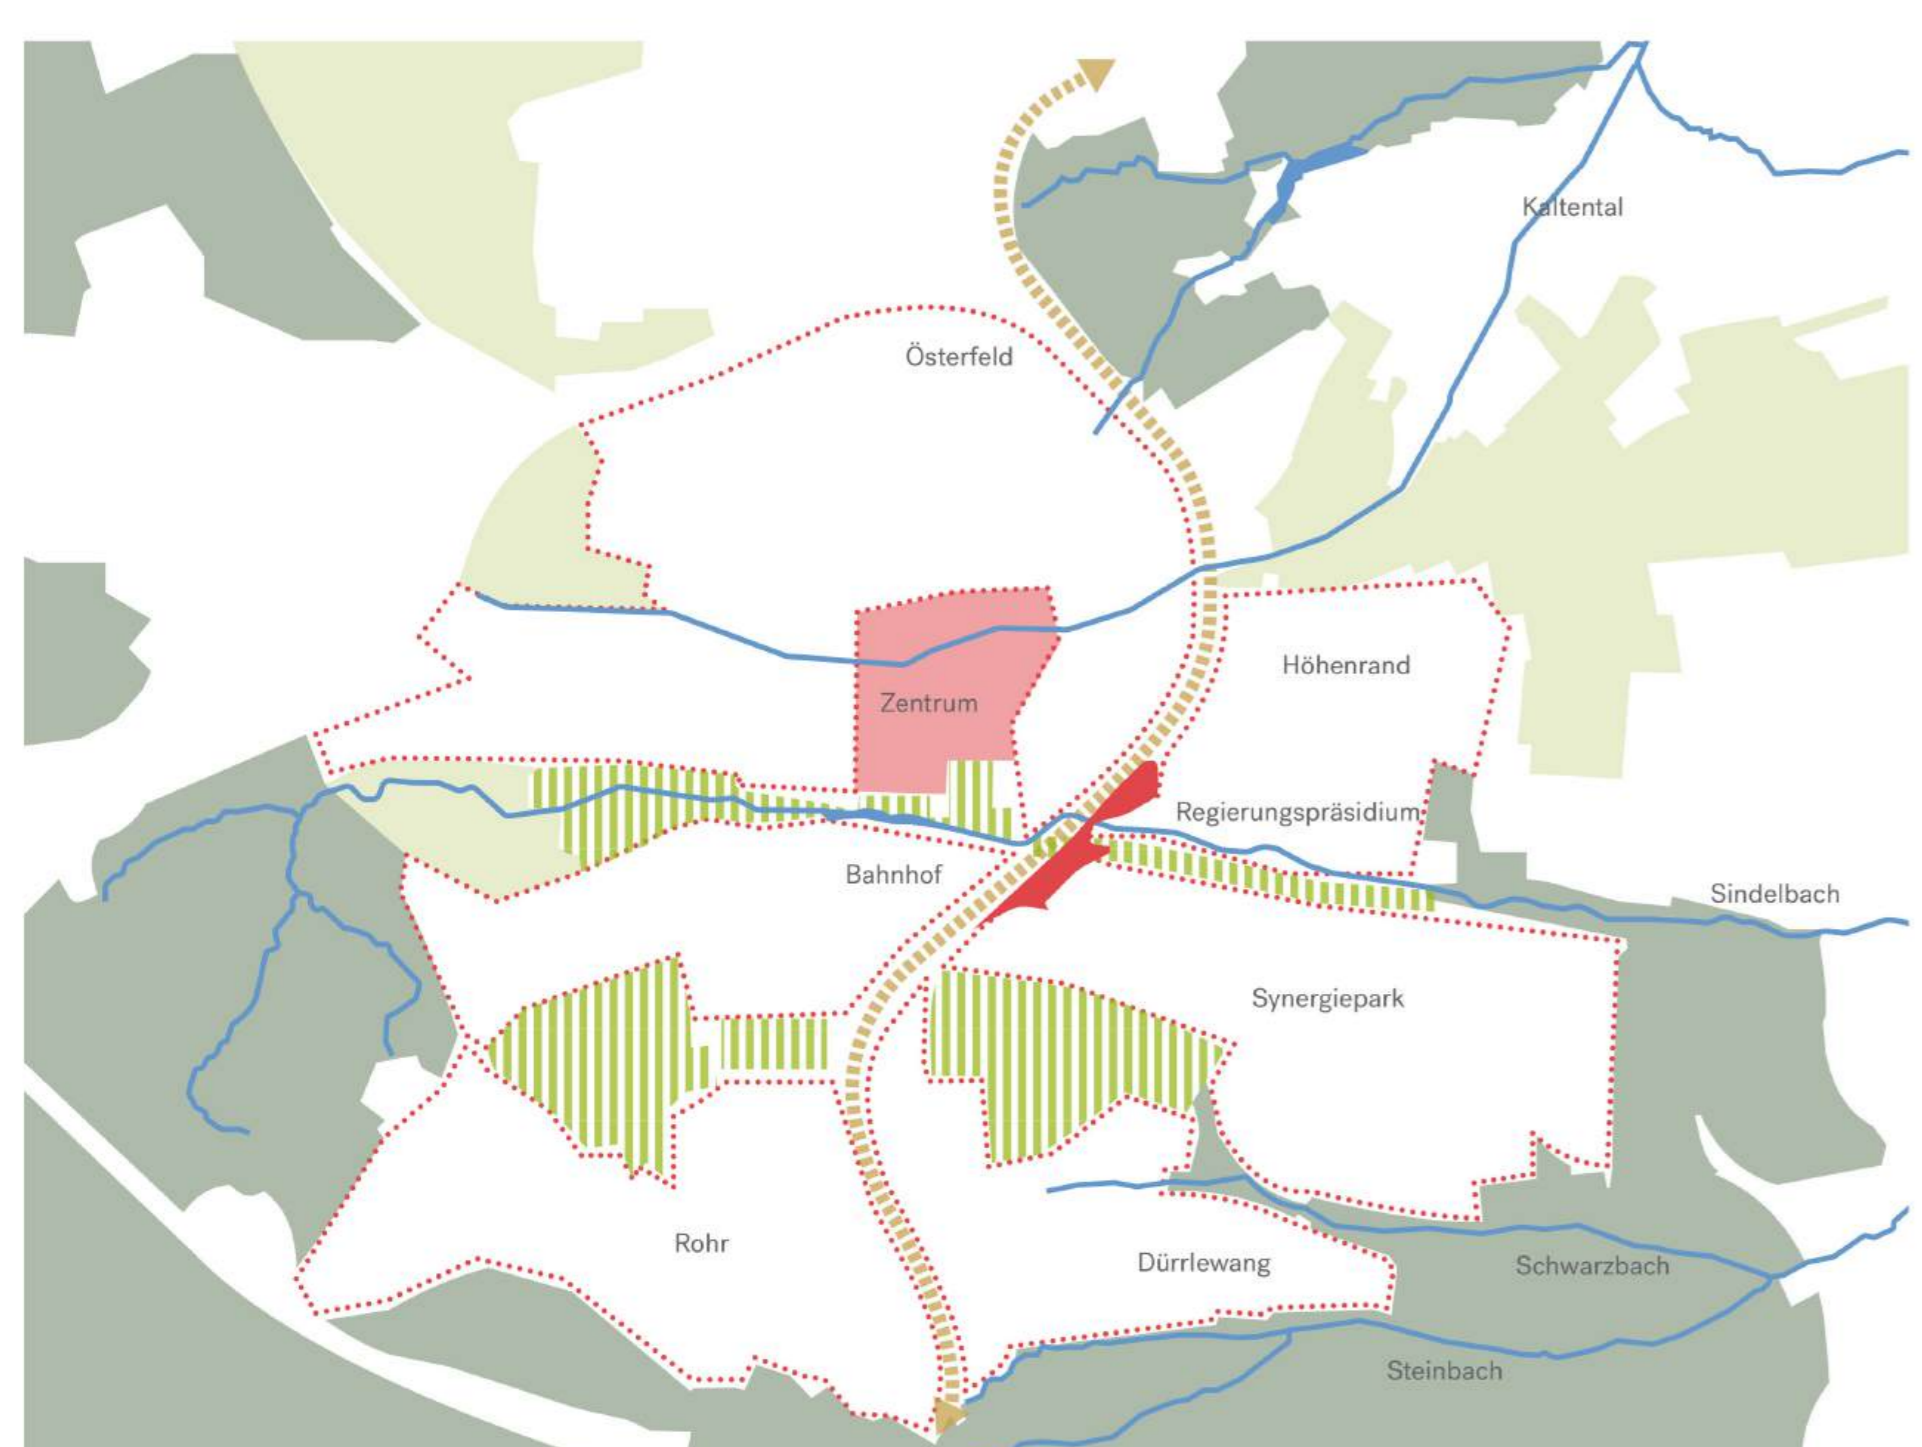 Kaltental
Österfeld
Höhenrand
Zentrum
Regierungspräsidium
Bahnhof
Sindelbach
Synergiepark
Rohr
Dürrlewang
Schwarzbach
Steinbach